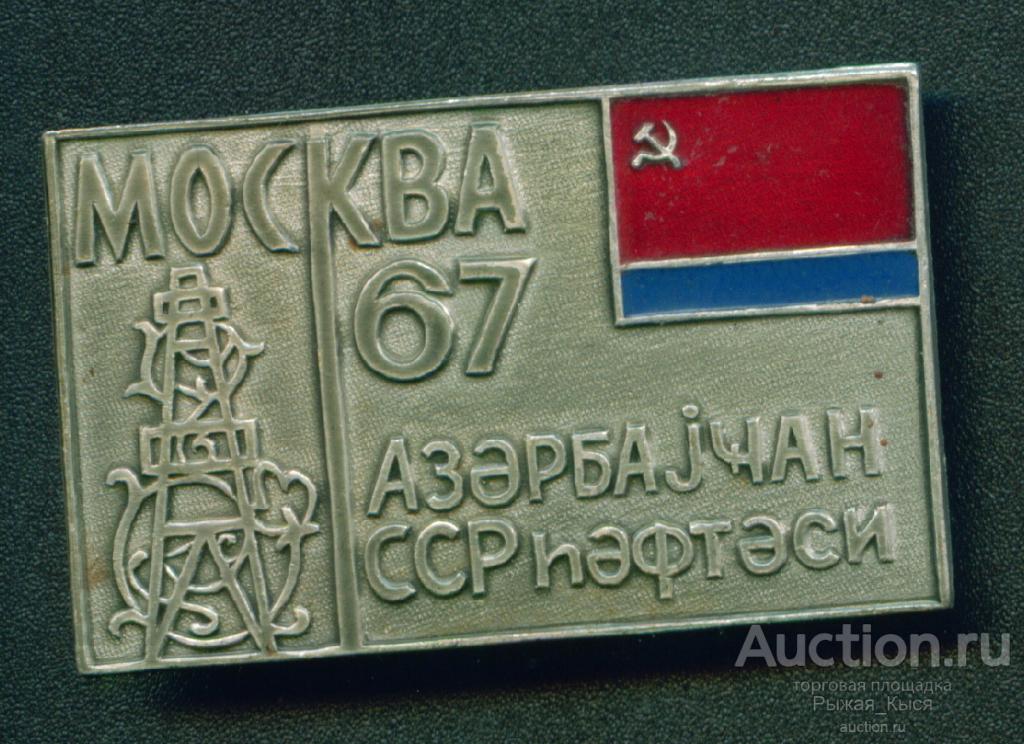 МОСКВА
67
АЗӘРБАЈҸАН
ССР һәфтәси
Auction.ru
торговая площадка
Рыжая_Кыся
auction.ru